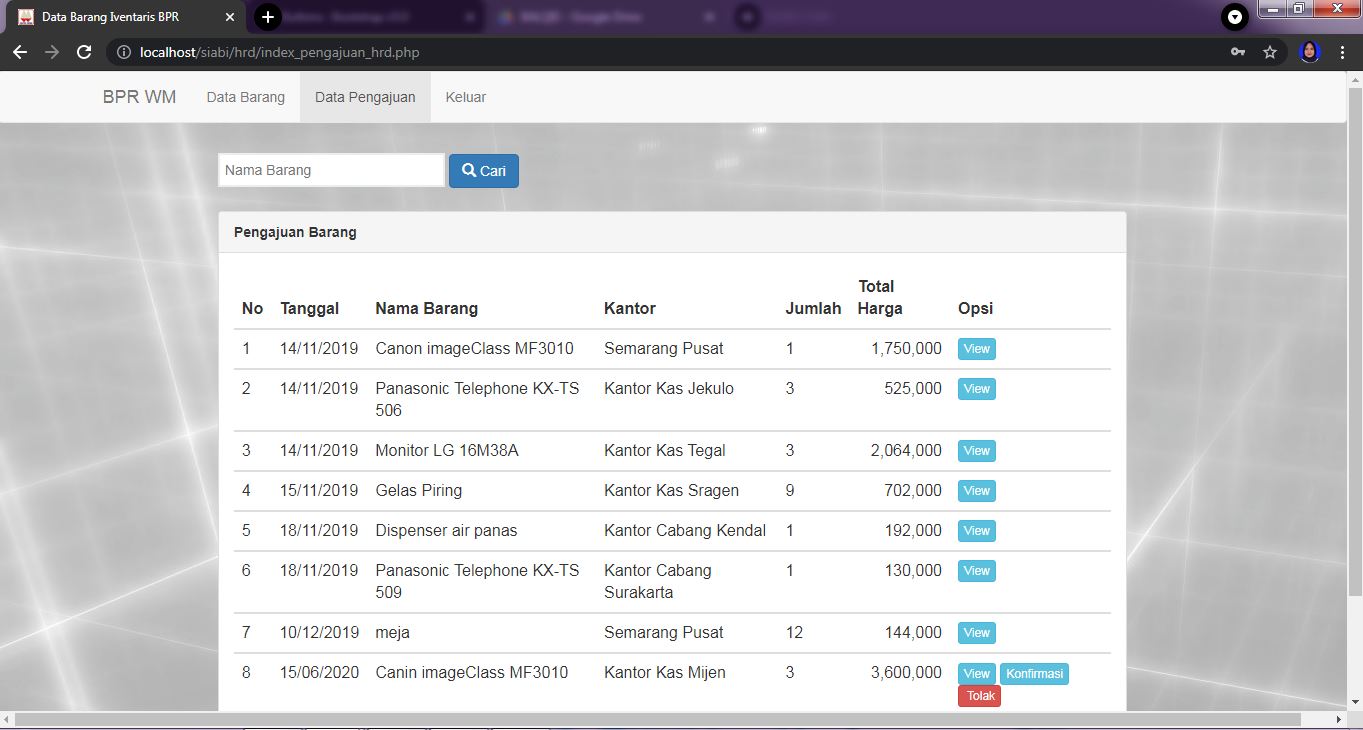 Data Barang Iventaris BPR
localhost/siabi/hrd/index_pengajuan_hrd.php
BPR WM Data Barang Data Pengajuan Keluar
Nama Barang Cari
Pengajuan Barang
No Tanggal Nama Barang Kantor Jumlah Total Harga Opsi
1 14/11/2019 Canon imageClass MF3010 Semarang Pusat 1 1,750,000 View
2 14/11/2019 Panasonic Telephone KX-TS Kantor Kas Jekulo 3 525,000 View
506
3 14/11/2019 Monitor LG 16M38A Kantor Kas Tegal 3 2,064,000 View
4 15/11/2019 Gelas Piring Kantor Kas Sragen 9 702,000 View
5 18/11/2019 Dispenser air panas Kantor Cabang Kendal 1 192,000 View
6 18/11/2019 Panasonic Telephone KX-TS Kantor Cabang 1 130,000 View
509 Surakarta
7 10/12/2019 meja Semarang Pusat 12 144,000 View
8 15/06/2020 Canin imageClass MF3010 Kantor Kas Mijen 3 3,600,000 View Konfirmasi
Tolak